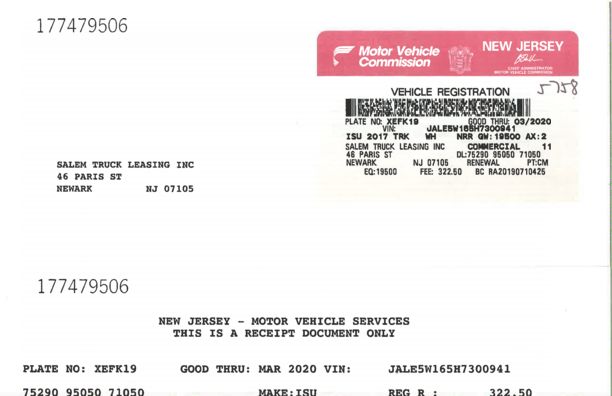 177479506
Motor Vehicle
Commission
NEW JERSEY
CHIEF ADMINISTRATOR
MOTOR VEHICLE COMMISSION
VEHICLE REGISTRATION
5758
PLATE NO: XEFK19 GOOD THRU: 03/2020
VIN: JALE5W165H7300941
ISU 2017 TRK WH NRR GW:19500 AX:2
SALEM TRUCK LEASING INC COMMERCIAL 11
46 PARIS ST DL:75290 95050 71050
NEWARK NJ 07105 RENEWAL PT:CM
EQ:19500 FEE: 322.50 BC RA20190710425
SALEM TRUCK LEASING INC
46 PARIS ST
NEWARK NJ 07105
177479506
NEW JERSEY - MOTOR VEHICLE SERVICES
THIS IS A RECEIPT DOCUMENT ONLY
PLATE NO: XEFK19 GOOD THRU: MAR 2020 VIN: JALE5W165H7300941
75290 95050 71050 MAKE:ISU REG R : 322.50